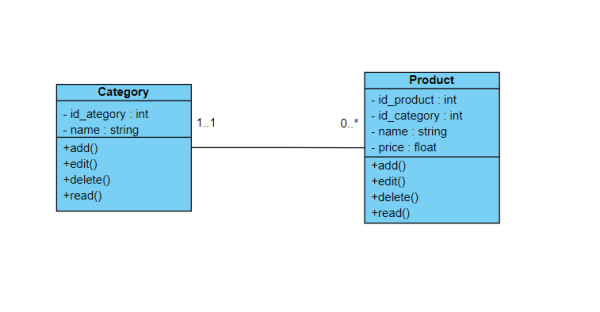 Category
- id_ategory : int
- name : string
+add()
+edit()
+delete()
+read()
1..1
0..*
Product
- id_product : int
- id_category : int
- name : string
- price : float
+add()
+edit()
+delete()
+read()